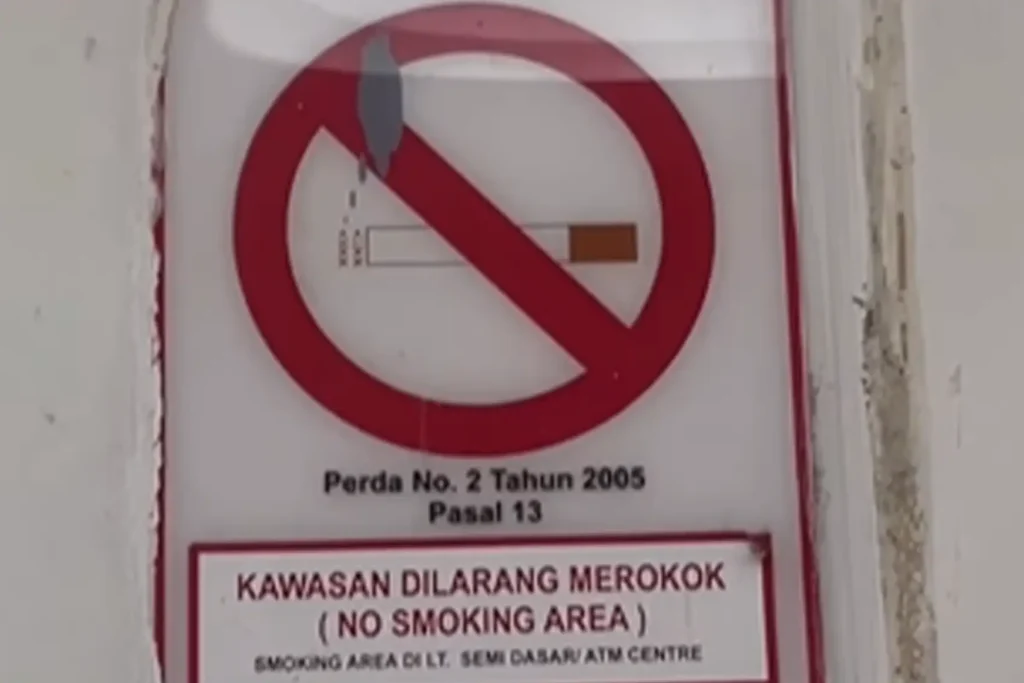 Perda No. 2 Tahun 2005
Pasal 13
KAWASAN DILARANG MEROKOK
( NO SMOKING AREA )
SMOKING AREA DI LT. SEMI DASAR/ ATM CENTRE